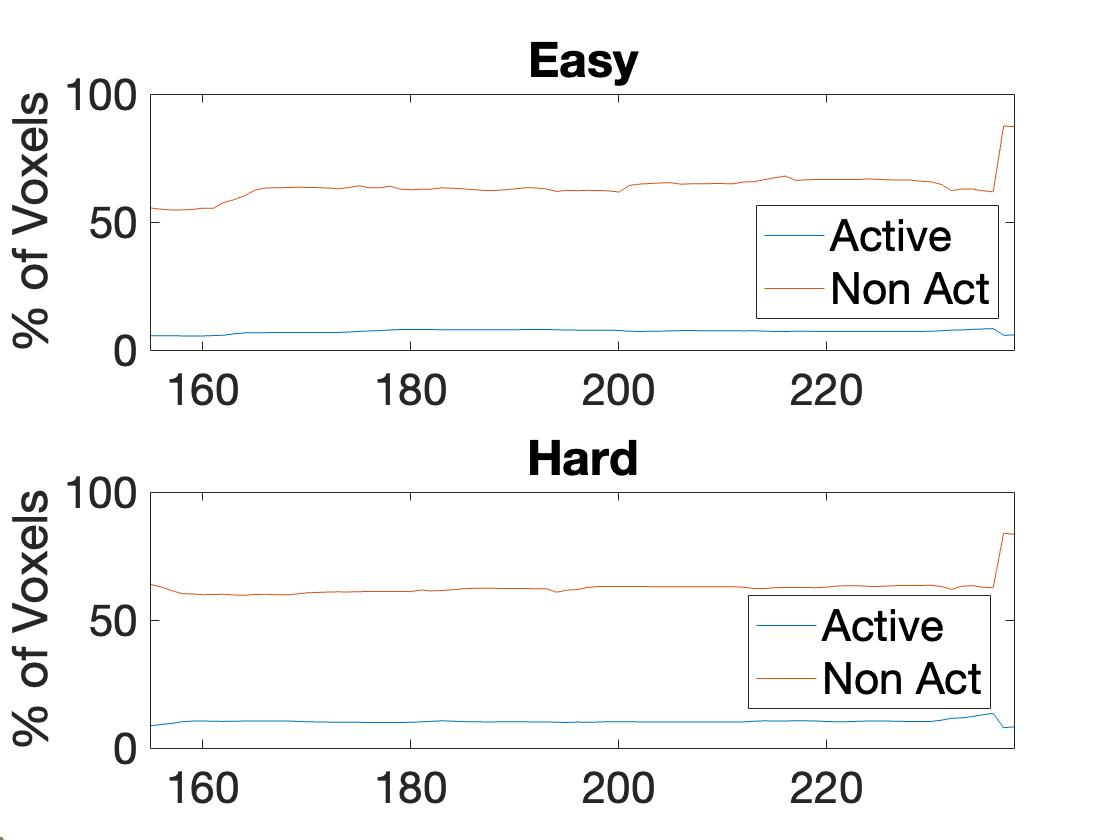 Easy
% of Voxels
100
50
0
Active
Non Act
160 180 200 220
Hard
% of Voxels
100
50
0
Active
Non Act
160 180 200 220